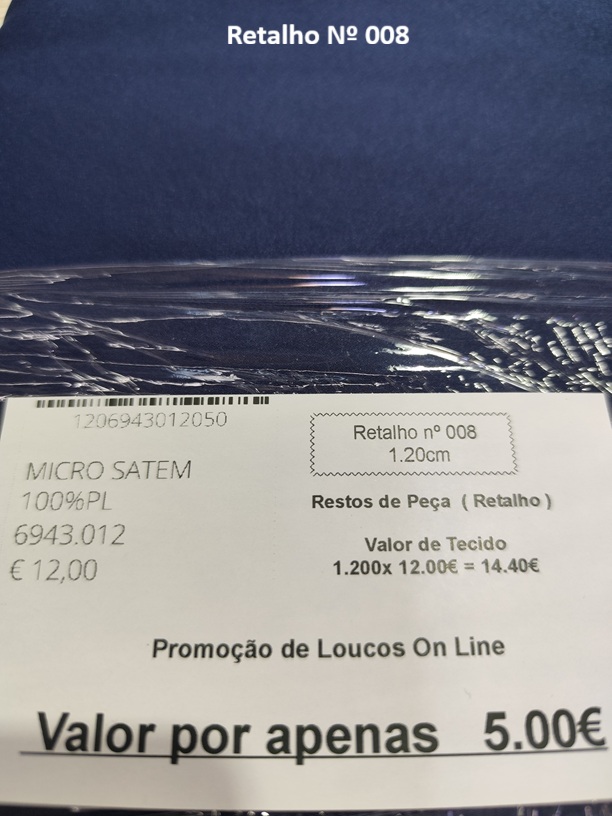 Retalho Nº 008
1206943012050
Retalho nº 008
1.20cm
MICRO SATEM
100%PL
6943.012
€ 12,00
Restos de Peça ( Retalho )
Valor de Tecido
1.200x 12.00€ = 14.40€
Promoção de Loucos On Line
Valor por apenas 5.00€